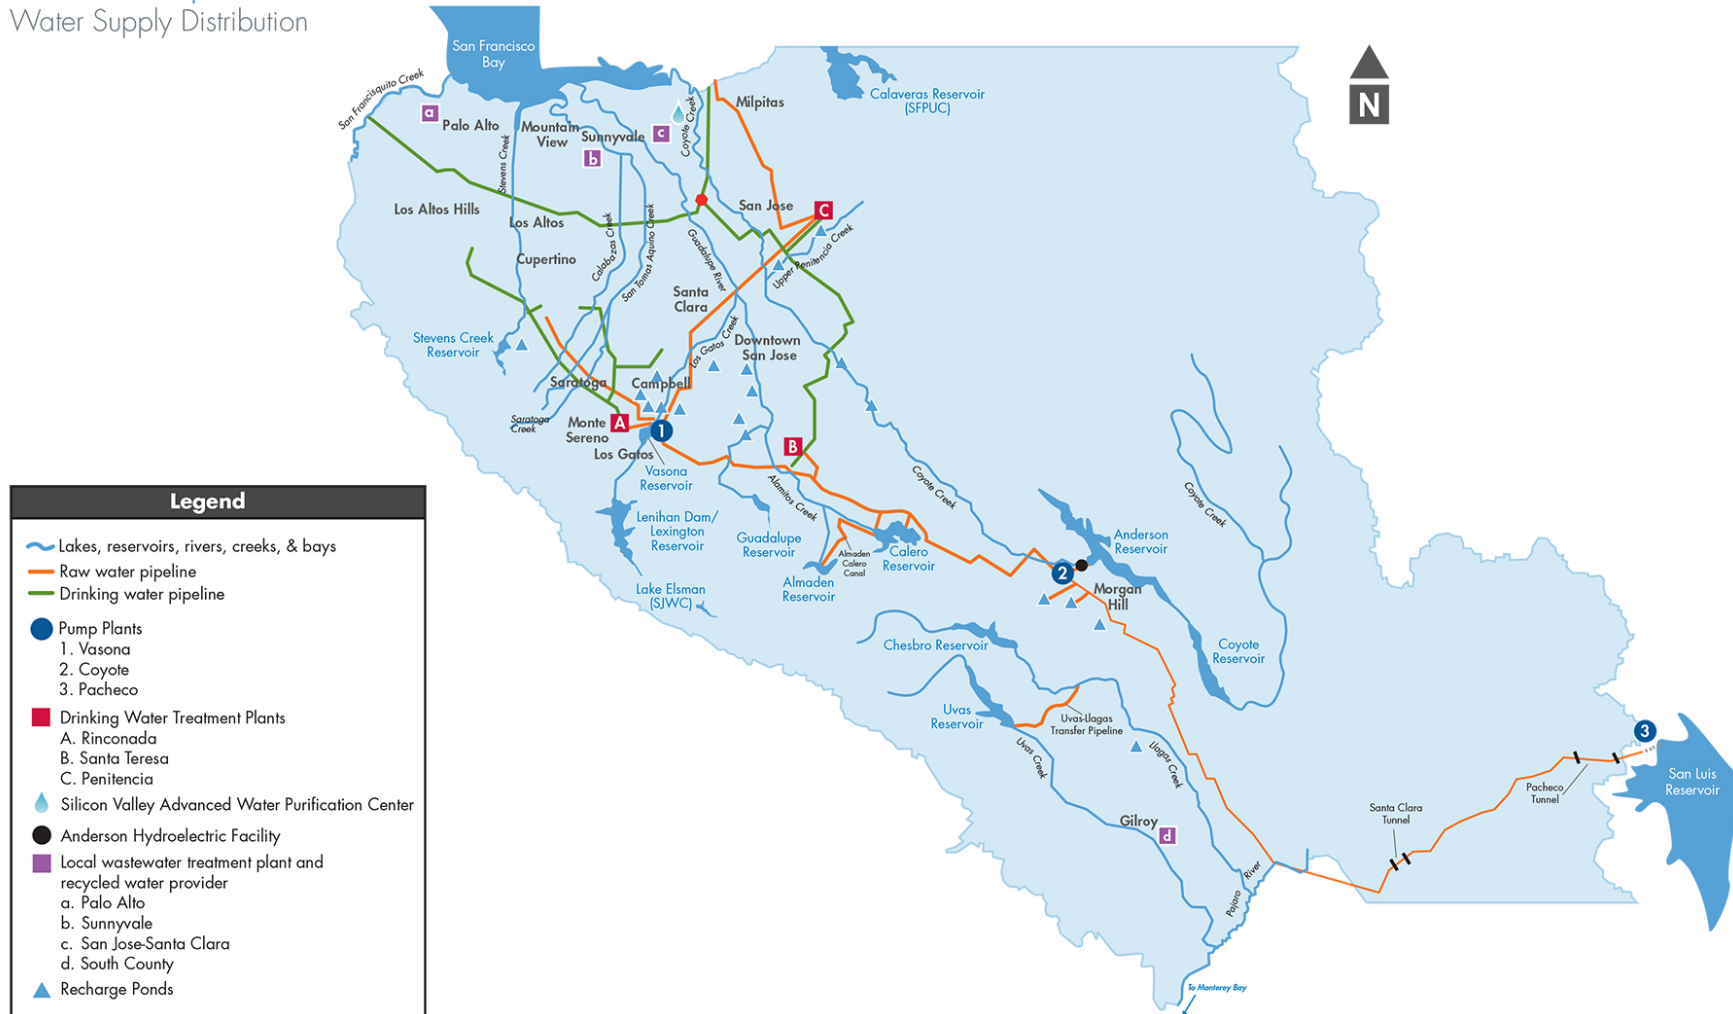 Water Supply Distribution
San Francisco
Bay
San Francisquito Creek
a
Palo Alto
Mountain
View
Sunnyvale
b
c
Coyote Creek
Milpitas
Calaveras Reservoir
(SFPUC)
N
Stevens Creek
Los Altos Hills
Los Altos
Cupertino
Calabazas Creek
San Tomas Aquino Creek
Guadalupe River
San Jose
C
Upper Penitencia Creek
Santa
Clara
Los Gatos Creek
Downtown
San Jose
Stevens Creek
Reservoir
Saratoga
Campbell
Saratoga
Creek
Monte
Sereno
A
1
Los Gatos
B
Vasona
Reservoir
Alamitos Creek
Coyote Creek
Coyote Creek
Lenihan Dam/
Lexington
Reservoir
Guadalupe
Reservoir
Almaden
Calero
Canal
Calero
Reservoir
Almaden
Reservoir
Lake Elsman
(SJWC)
Anderson
Reservoir
2
Morgan
Hill
Chesbro Reservoir
Coyote
Reservoir
Uvas
Reservoir
Uvas-Llagas
Transfer Pipeline
Uvas Creek
Llagas Creek
3
San Luis
Reservoir
Pacheco
Tunnel
Santa Clara
Tunnel
Gilroy
d
Pajaro River
To Monterey Bay
Legend
Lakes, reservoirs, rivers, creeks, & bays
Raw water pipeline
Drinking water pipeline
Pump Plants
1. Vasona
2. Coyote
3. Pacheco
Drinking Water Treatment Plants
A. Rinconada
B. Santa Teresa
C. Penitencia
Silicon Valley Advanced Water Purification Center
Anderson Hydroelectric Facility
Local wastewater treatment plant and
recycled water provider
a. Palo Alto
b. Sunnyvale
c. San Jose-Santa Clara
d. South County
Recharge Ponds